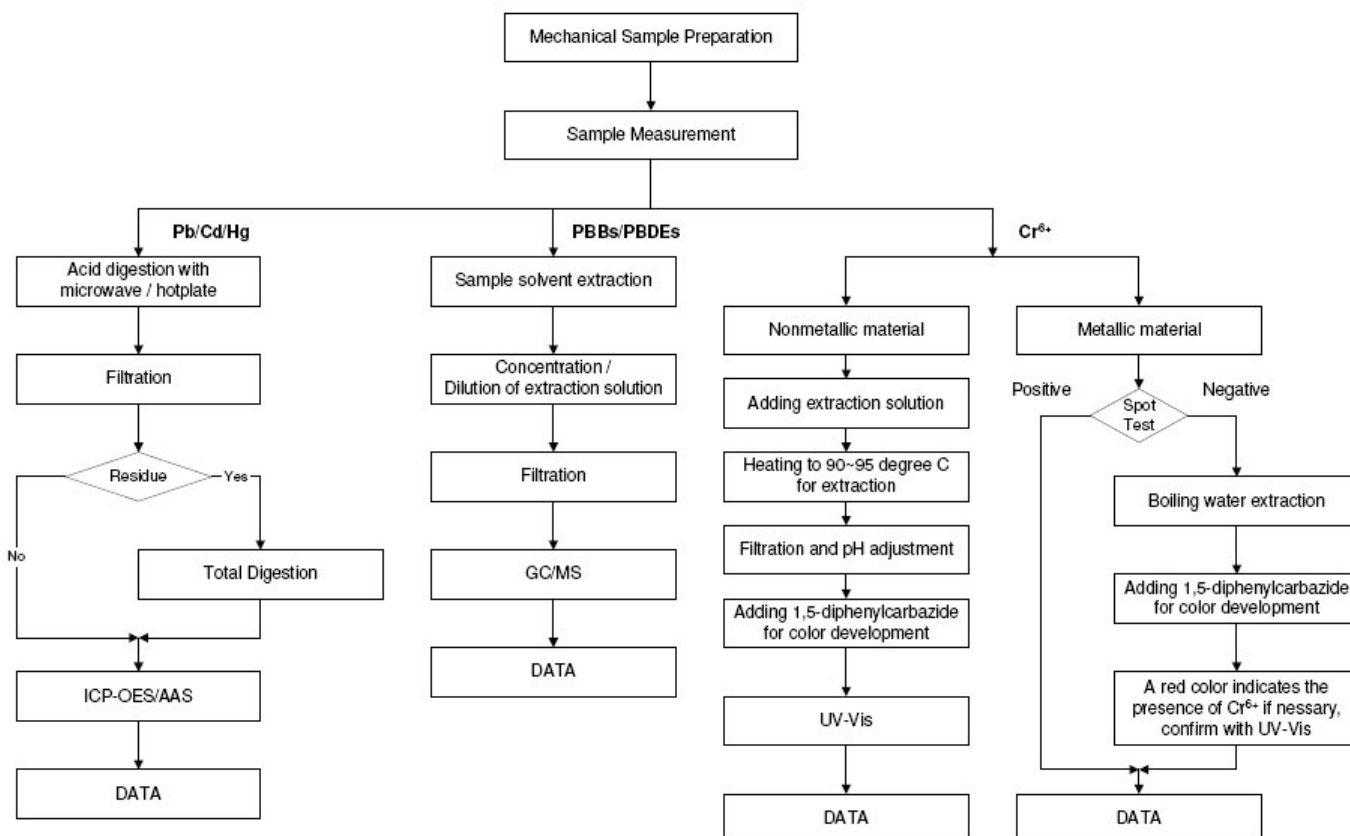 Mechanical Sample Preparation
Sample Measurement
Pb/Cd/Hg
Acid digestion with
microwave / hotplate
Filtration
Residue
Yes
No
Total Digestion
ICP-OES/AAS
DATA
PBBs/PBDEs
Sample solvent extraction
Concentration /
Dilution of extraction solution
Filtration
GC/MS
DATA
Cr⁶⁺
Nonmetallic material
Adding extraction solution
Heating to 90~95 degree C
for extraction
Filtration and pH adjustment
Adding 1,5-diphenylcarbazide
for color development
UV-Vis
DATA
Metallic material
Positive
Negative
Spot
Test
Boiling water extraction
Adding 1,5-diphenylcarbazide
for color development
A red color indicates the
presence of Cr⁶⁺ if nessary,
confirm with UV-Vis
DATA